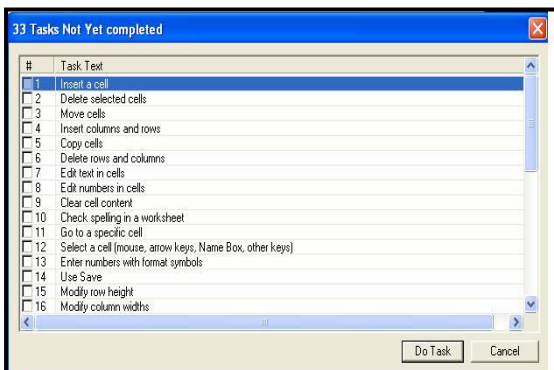 33 Tasks Not Yet completed
# Task Text
1 Insert a cell
2 Delete selected cells
3 Move cells
4 Insert columns and rows
5 Copy cells
6 Delete rows and columns
7 Edit text in cells
8 Edit numbers in cells
9 Clear cell content
10 Check spelling in a worksheet
11 Go to a specific cell
12 Select a cell (mouse, arrow keys, Name Box, other keys)
13 Enter numbers with format symbols
14 Use Save
15 Modify row height
16 Modify column widths
Do Task Cancel